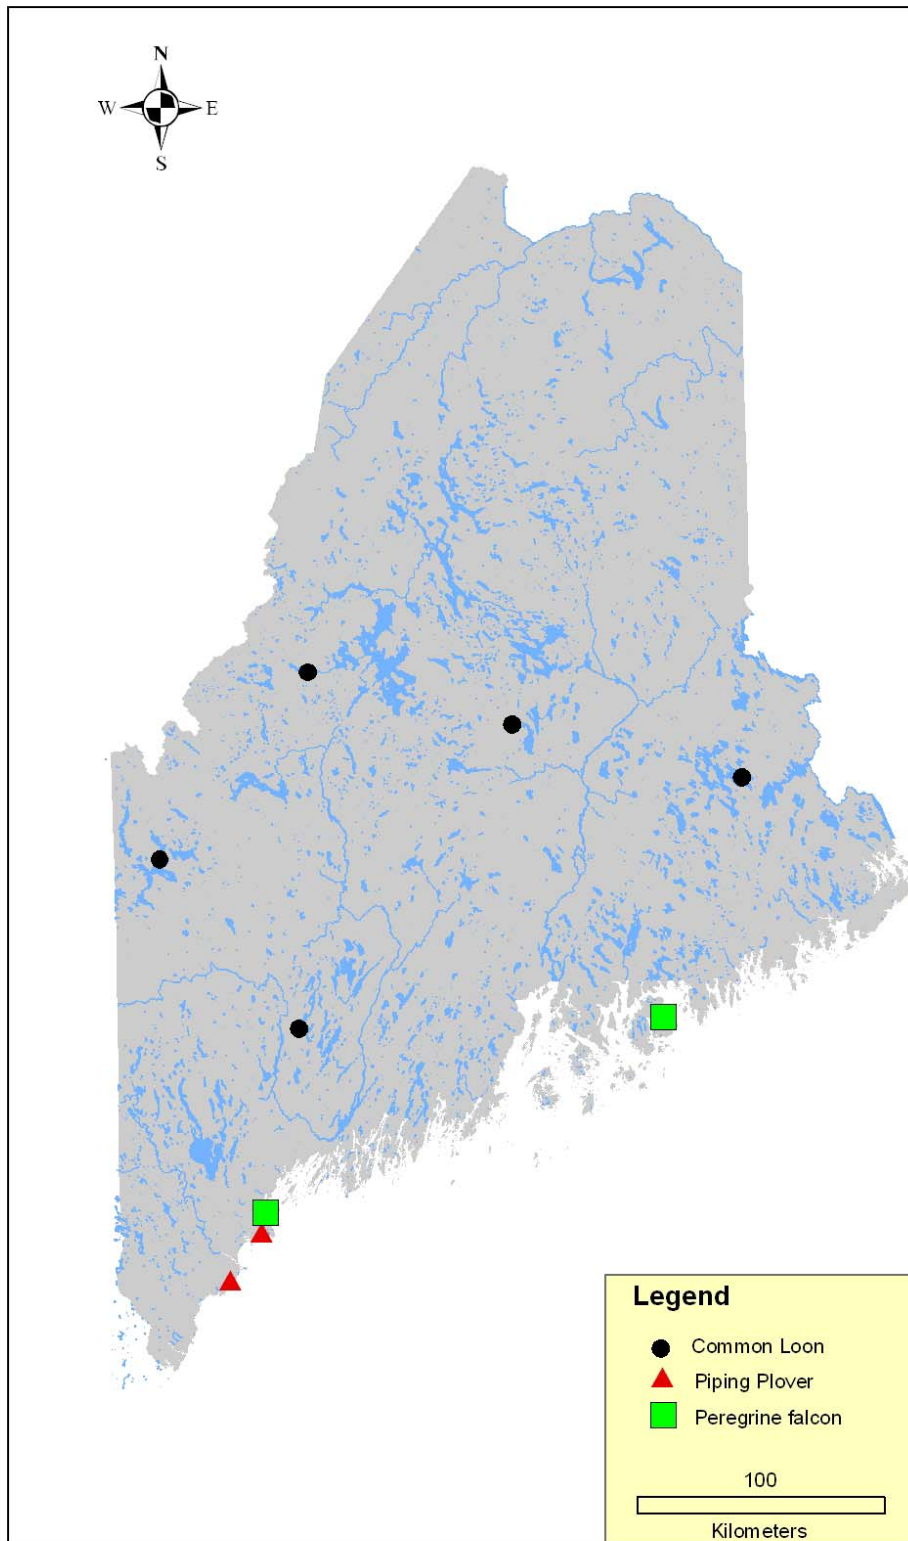 N
W E
S
Legend
Common Loon
Piping Plover
Peregrine falcon
100
Kilometers